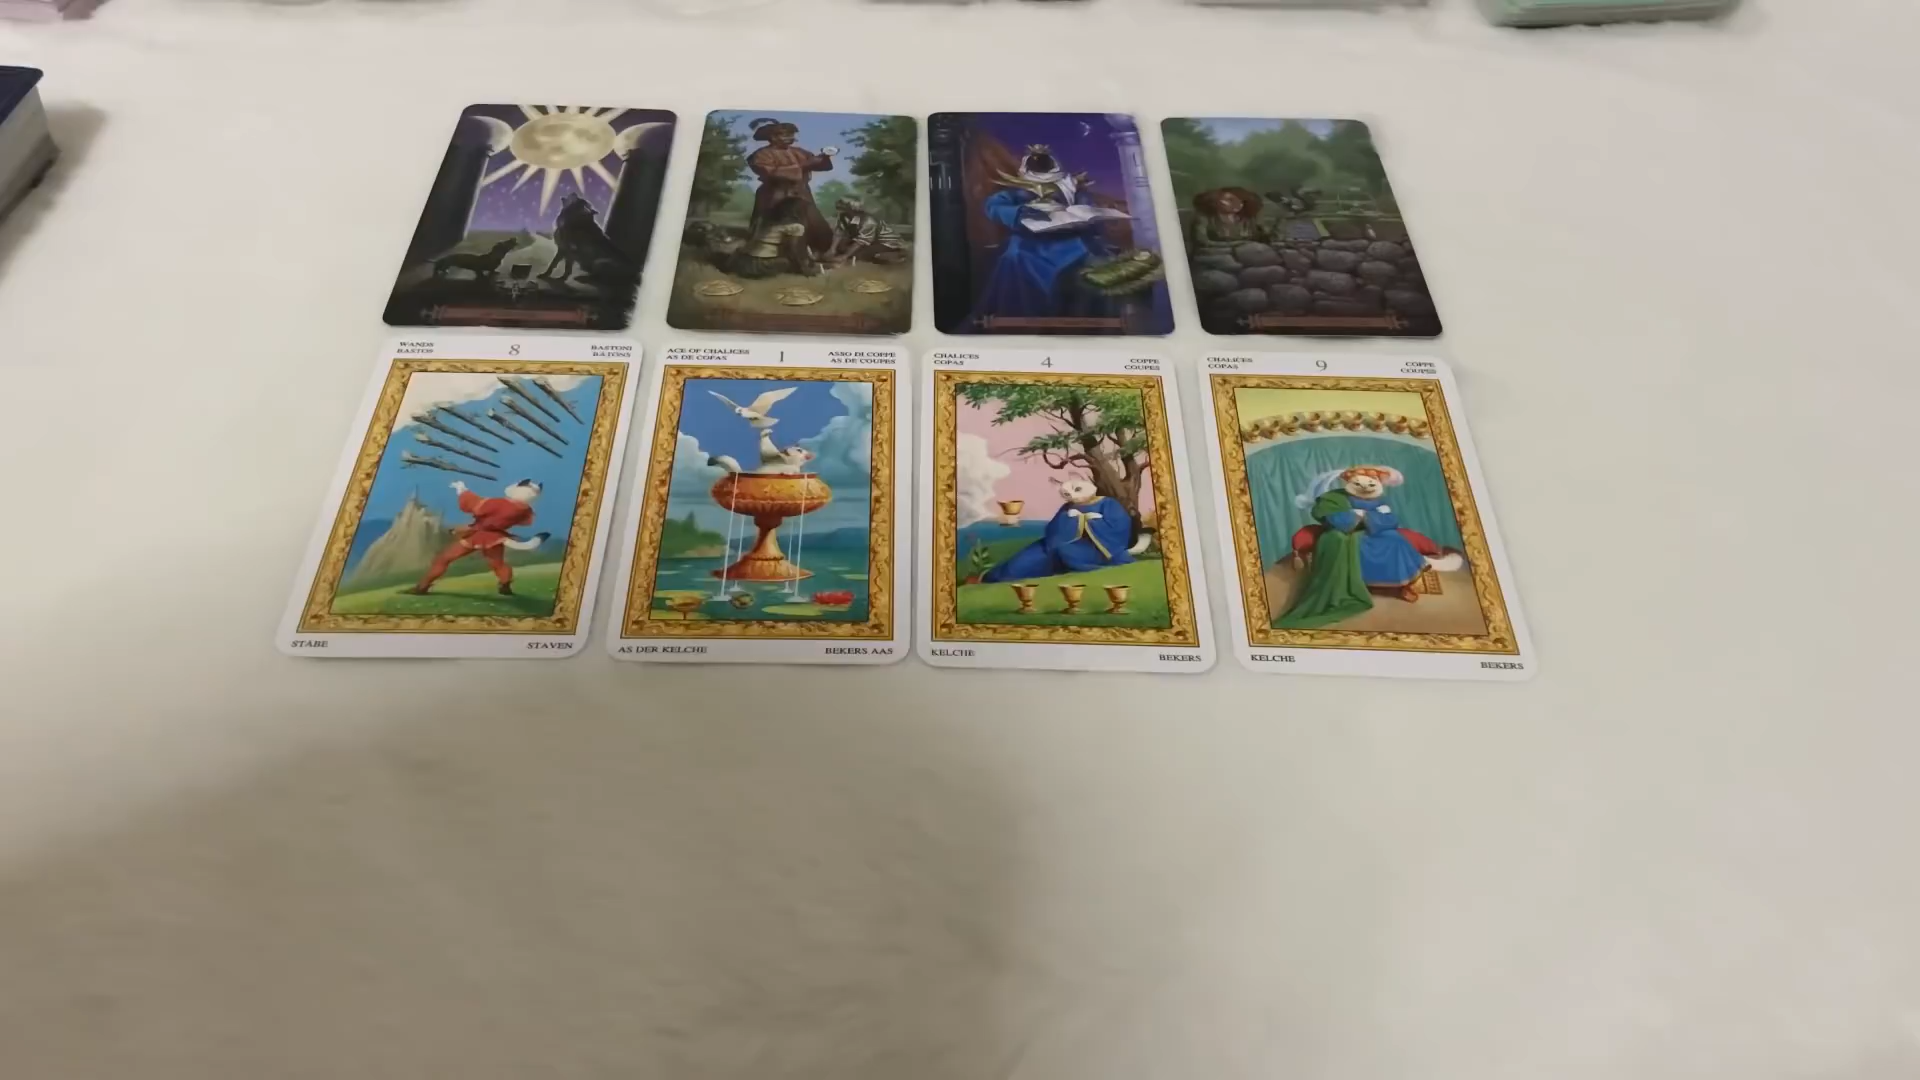 WANDS 8 BASTONI
BASTOS BÂTONS
STÄBE STAVEN
ACE OF CHALICES 1 ASSO DI COPPE
AS DE COPAS AS DE COUPES
AS DER KELCHE BEKERS AAS
CHALICES 4 COPPE
COPAS COUPES
KELCHE BEKERS
CHALICES 9 COPPE
COPAS COUPES
KELCHE BEKERS